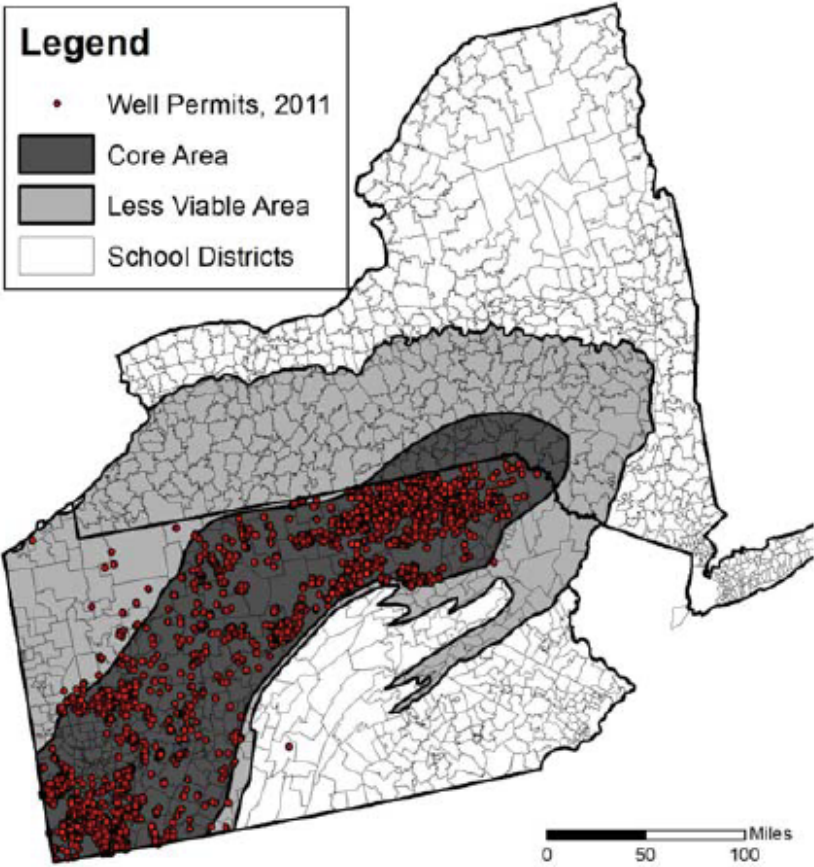 Legend
Well Permits, 2011
Core Area
Less Viable Area
School Districts
Miles
0 50 100